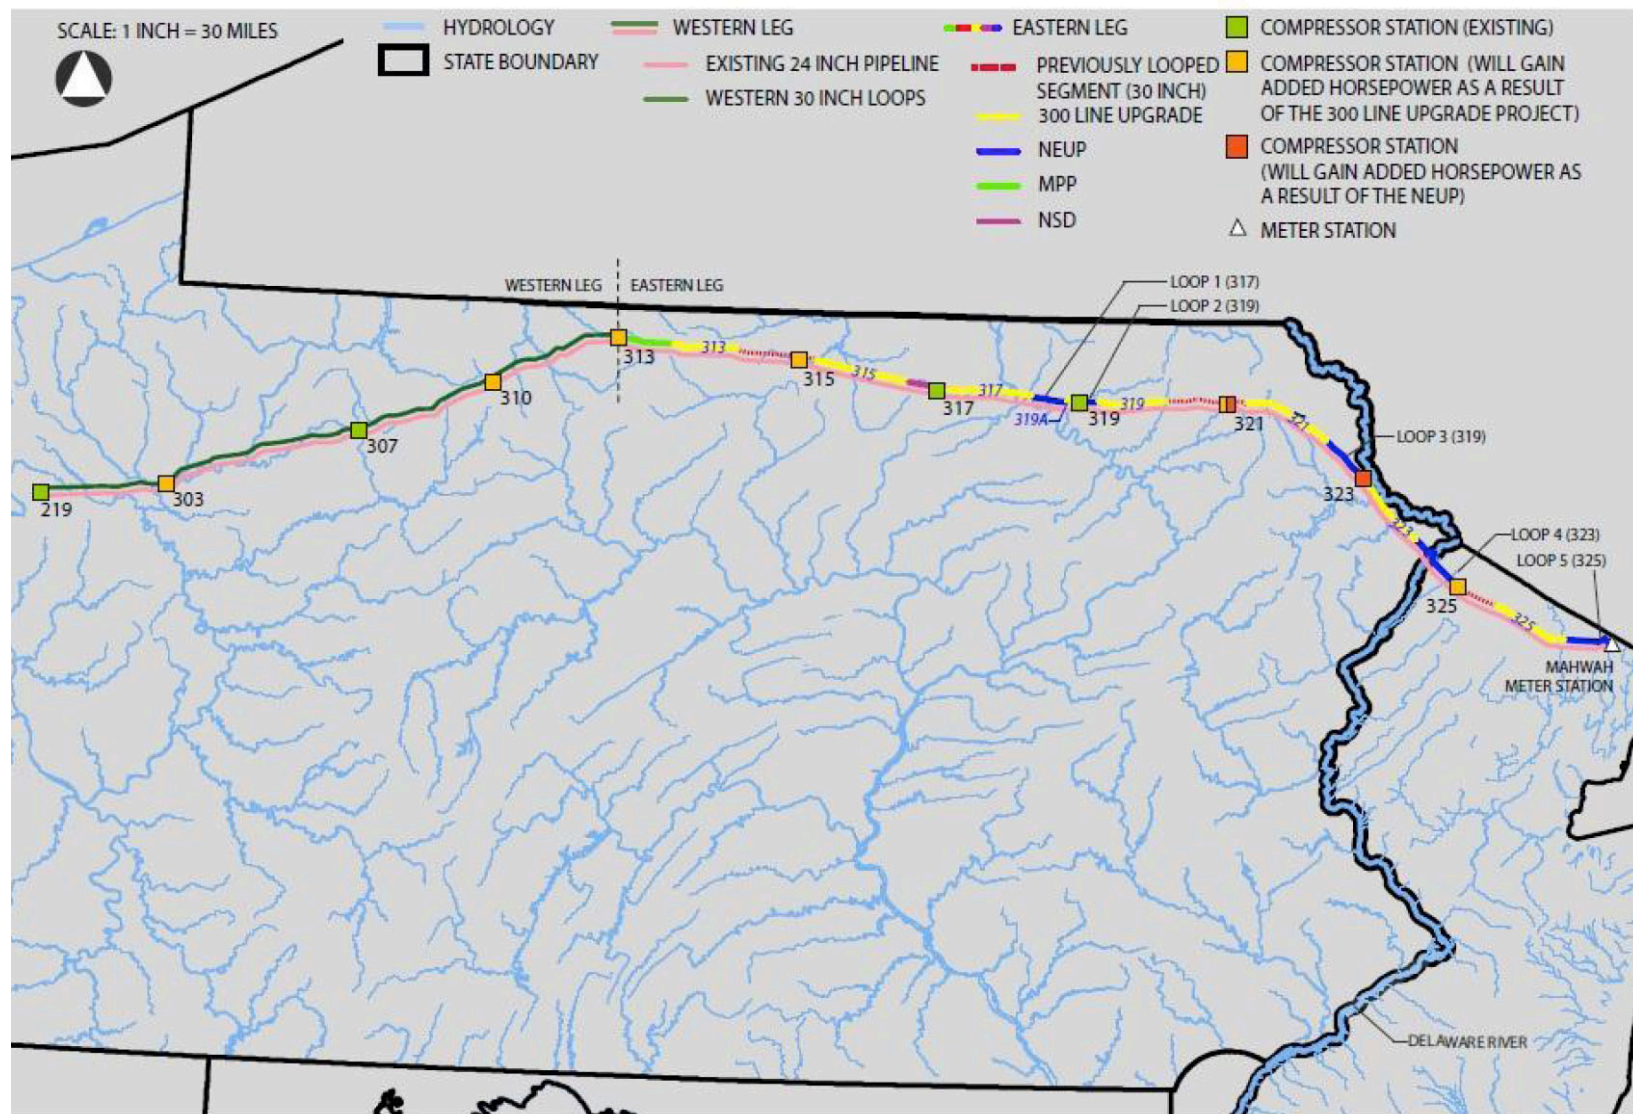 SCALE: 1 INCH = 30 MILES
HYDROLOGY
STATE BOUNDARY
WESTERN LEG
EXISTING 24 INCH PIPELINE
WESTERN 30 INCH LOOPS
EASTERN LEG
PREVIOUSLY LOOPED
SEGMENT (30 INCH)
300 LINE UPGRADE
NEUP
MPP
NSD
COMPRESSOR STATION (EXISTING)
COMPRESSOR STATION (WILL GAIN
ADDED HORSEPOWER AS A RESULT
OF THE 300 LINE UPGRADE PROJECT)
COMPRESSOR STATION
(WILL GAIN ADDED HORSEPOWER AS
A RESULT OF THE NEUP)
METER STATION
WESTERN LEG
EASTERN LEG
LOOP 1 (317)
LOOP 2 (319)
313
313
315
315
317
317
319A
319
319
321
321
LOOP 3 (319)
310
307
303
219
323
323
LOOP 4 (323)
LOOP 5 (325)
325
325
MAHWAH
METER STATION
DELAWARE RIVER